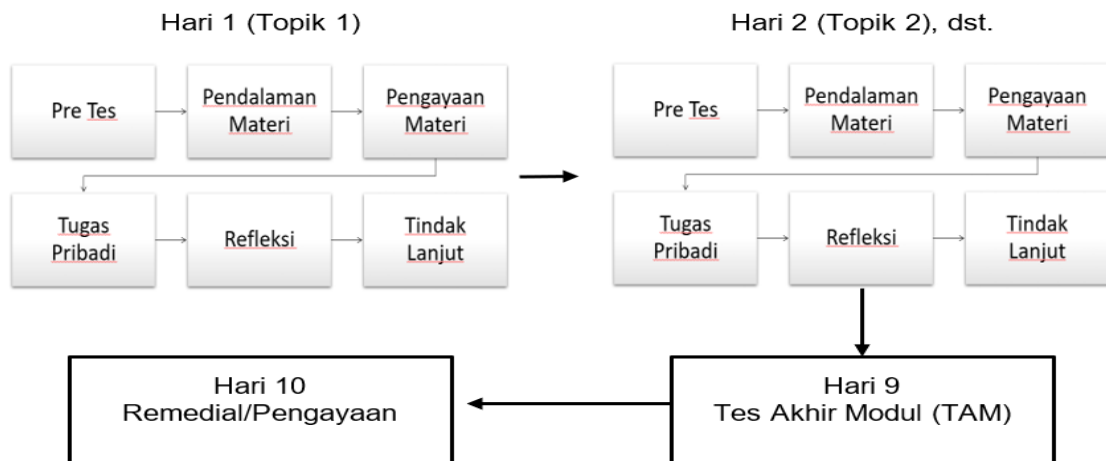 Hari 1 (Topik 1)
Pre Tes
Pendalaman
Materi
Pengayaan
Materi
Tugas
Pribadi
Refleksi
Tindak
Lanjut
Hari 2 (Topik 2), dst.
Pre Tes
Pendalaman
Materi
Pengayaan
Materi
Tugas
Pribadi
Refleksi
Tindak
Lanjut
Hari 9
Tes Akhir Modul (TAM)
Hari 10
Remedial/Pengayaan